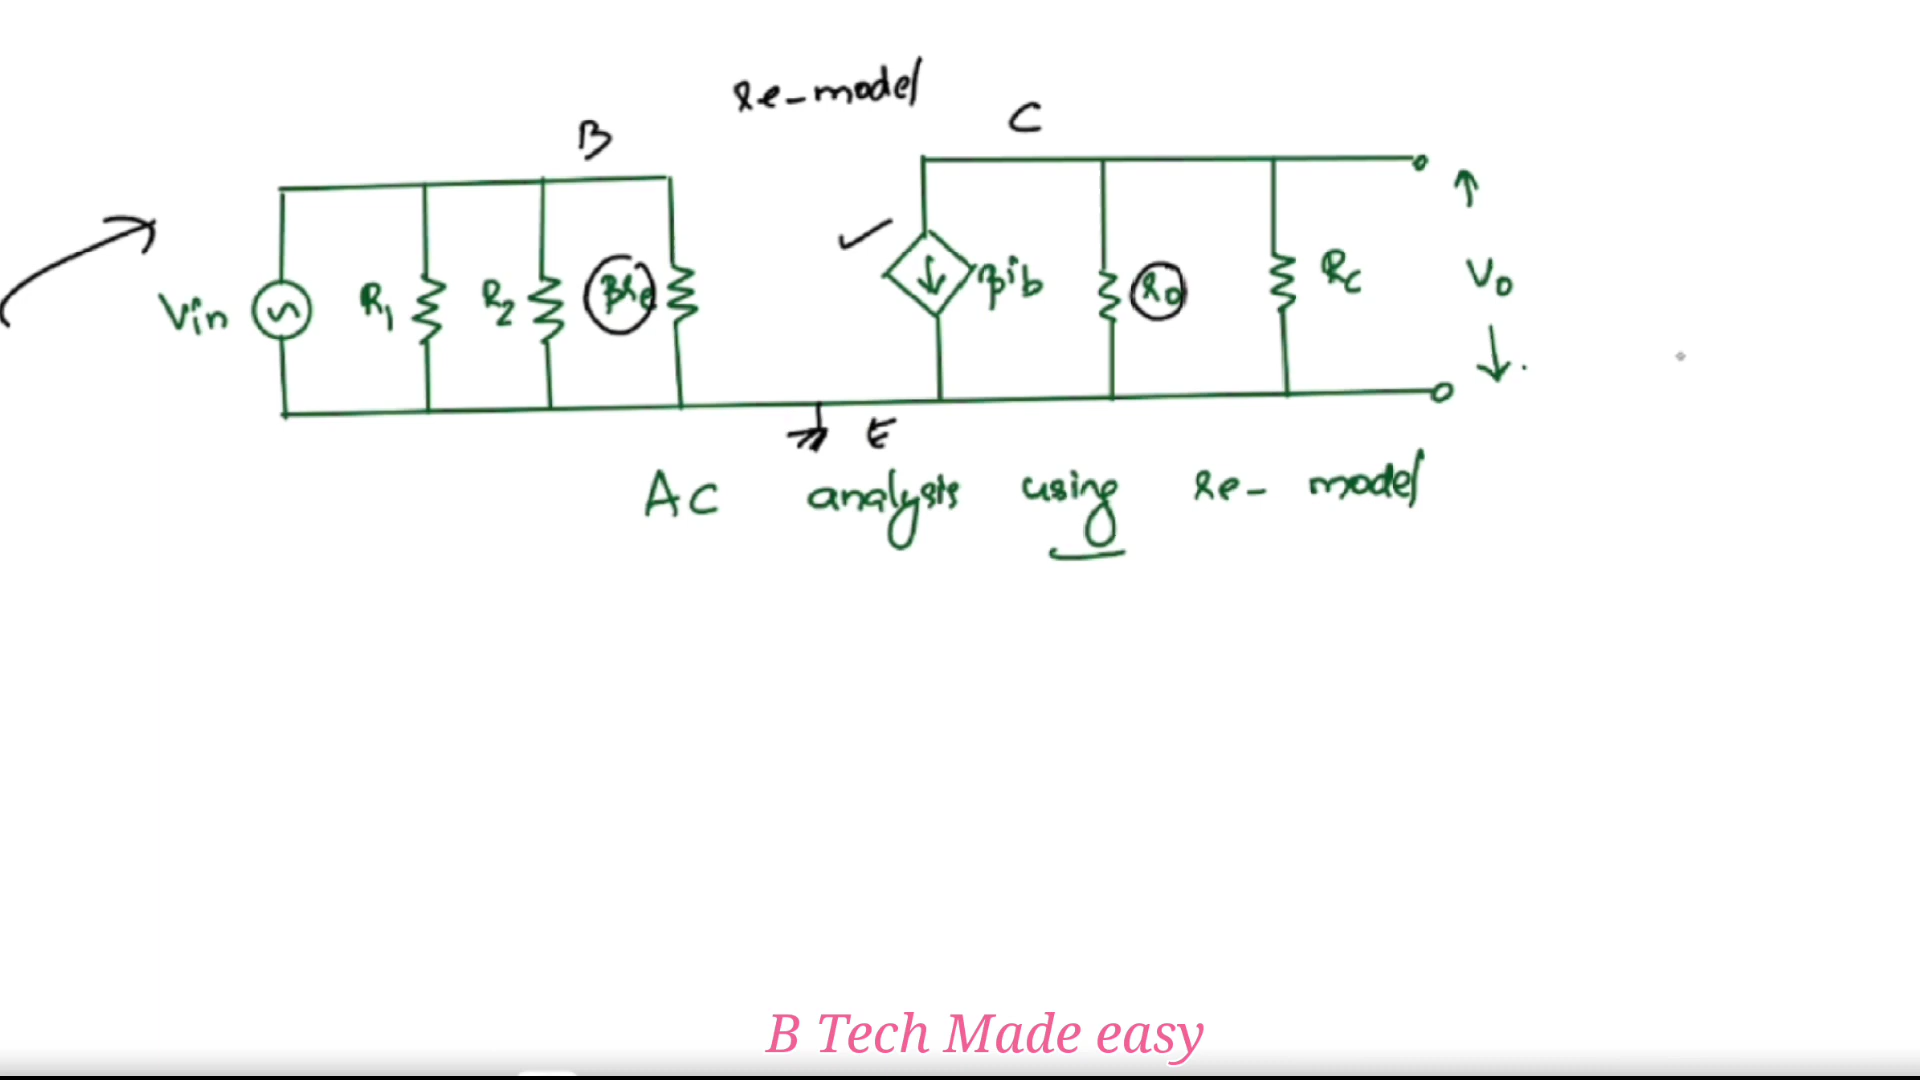 re-model
B
C
Vin
R1
R2
βre
βib
ro
Rc
Vo
E
AC analysis using re- model
B Tech Made easy